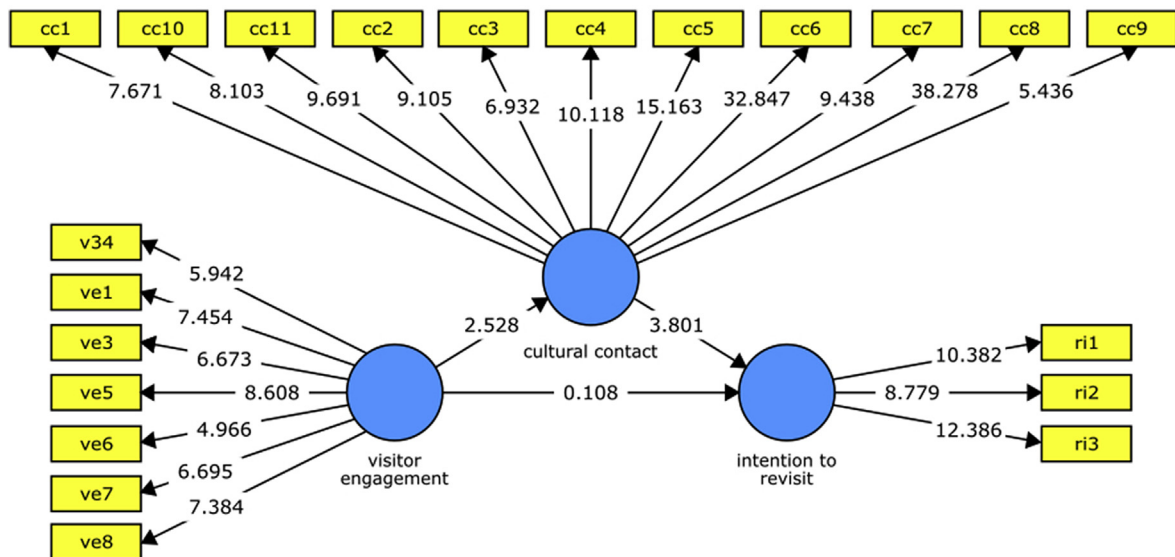 cc1 cc10 cc11 cc2 cc3 cc4 cc5 cc6 cc7 cc8 cc9
7.671 8.103 9.691 9.105 6.932 10.118 15.163 32.847 9.438 38.278 5.436
v34
5.942
ve1
7.454
ve3
6.673
ve5
8.608
ve6
4.966
ve7
6.695
ve8
7.384
2.528
cultural contact
3.801
0.108
visitor
engagement
intention to
revisit
10.382
ri1
8.779
ri2
12.386
ri3